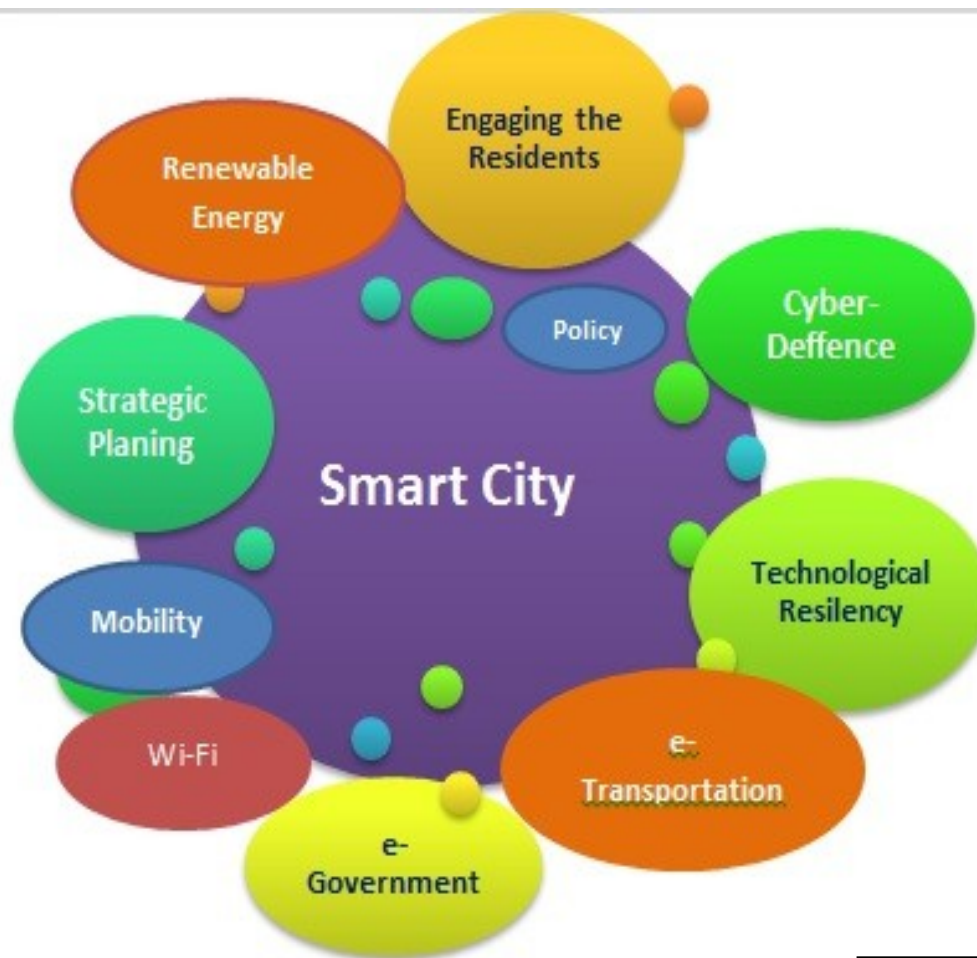 Engaging the
Residents
Renewable
Energy
Policy
Cyber-
Deffence
Strategic
Planing
Smart City
Technological
Resilency
Mobility
Wi-Fi
e-
Transportation
e-
Government